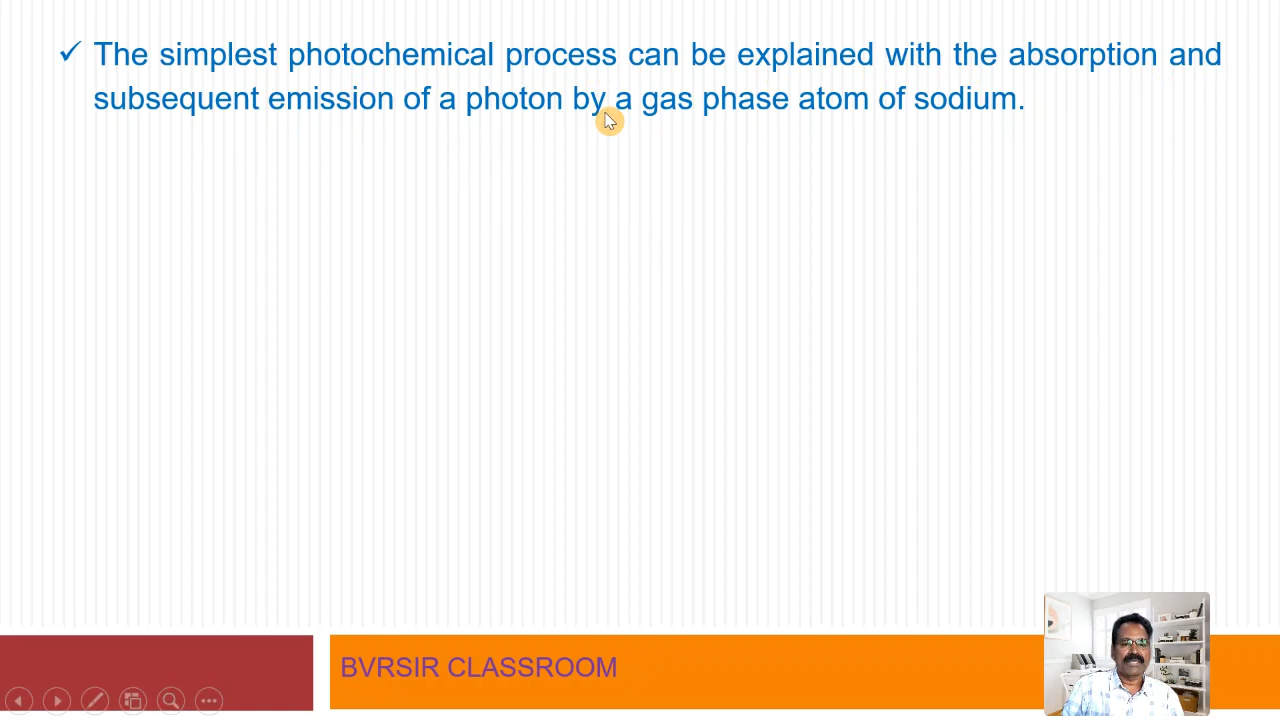 The simplest photochemical process can be explained with the absorption and
subsequent emission of a photon by a gas phase atom of sodium.
BVRSIR CLASSROOM